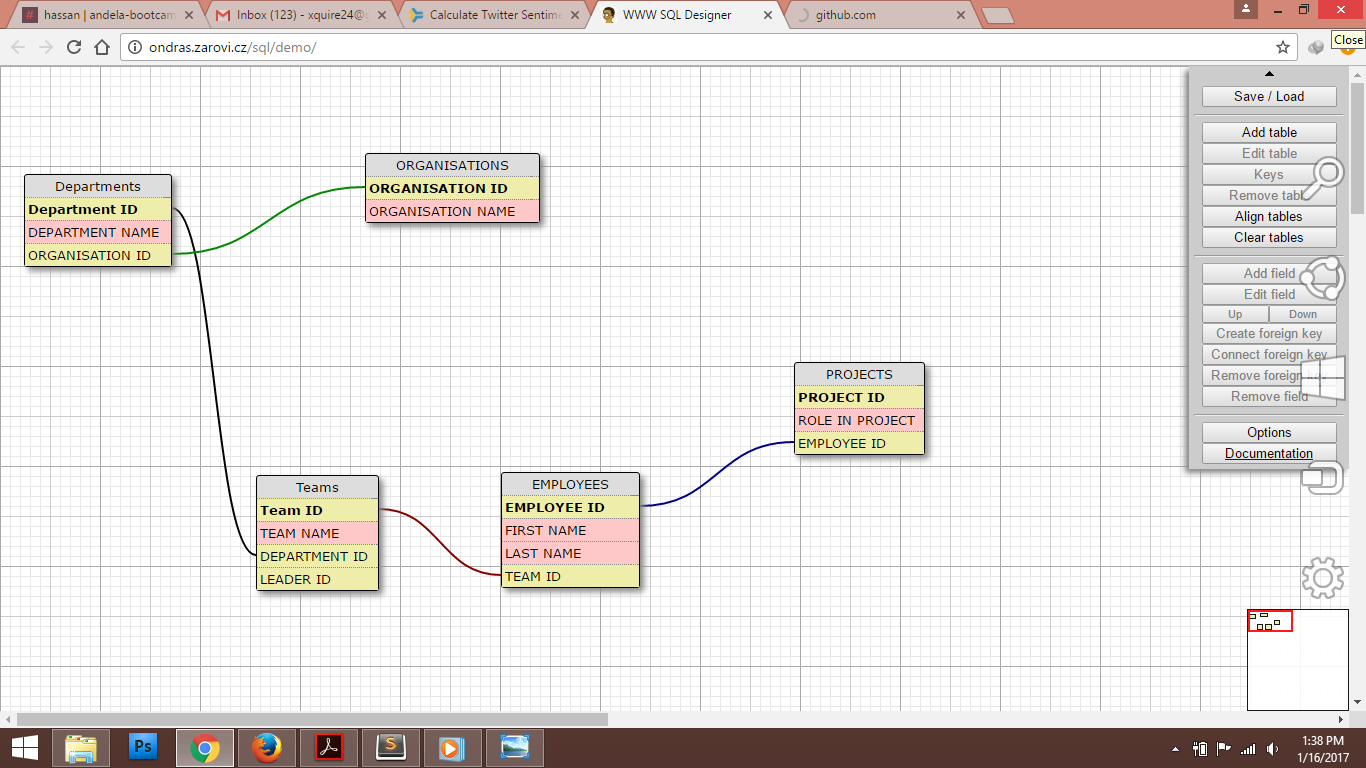 hassan | andela-bootcam
Inbox (123) - xquire24@g
Calculate Twitter Sentime
WWW SQL Designer
github.com
ondras.zarovi.cz/sql/demo/
Close
Save / Load
Add table
Edit table
Keys
Remove table
Align tables
Clear tables
Add field
Edit field
Up
Down
Create foreign key
Connect foreign key
Remove foreign key
Remove field
Options
Documentation
Departments
Department ID
DEPARTMENT NAME
ORGANISATION ID
ORGANISATIONS
ORGANISATION ID
ORGANISATION NAME
PROJECTS
PROJECT ID
ROLE IN PROJECT
EMPLOYEE ID
Teams
Team ID
TEAM NAME
DEPARTMENT ID
LEADER ID
EMPLOYEES
EMPLOYEE ID
FIRST NAME
LAST NAME
TEAM ID
Ps
S
1:38 PM
1/16/2017